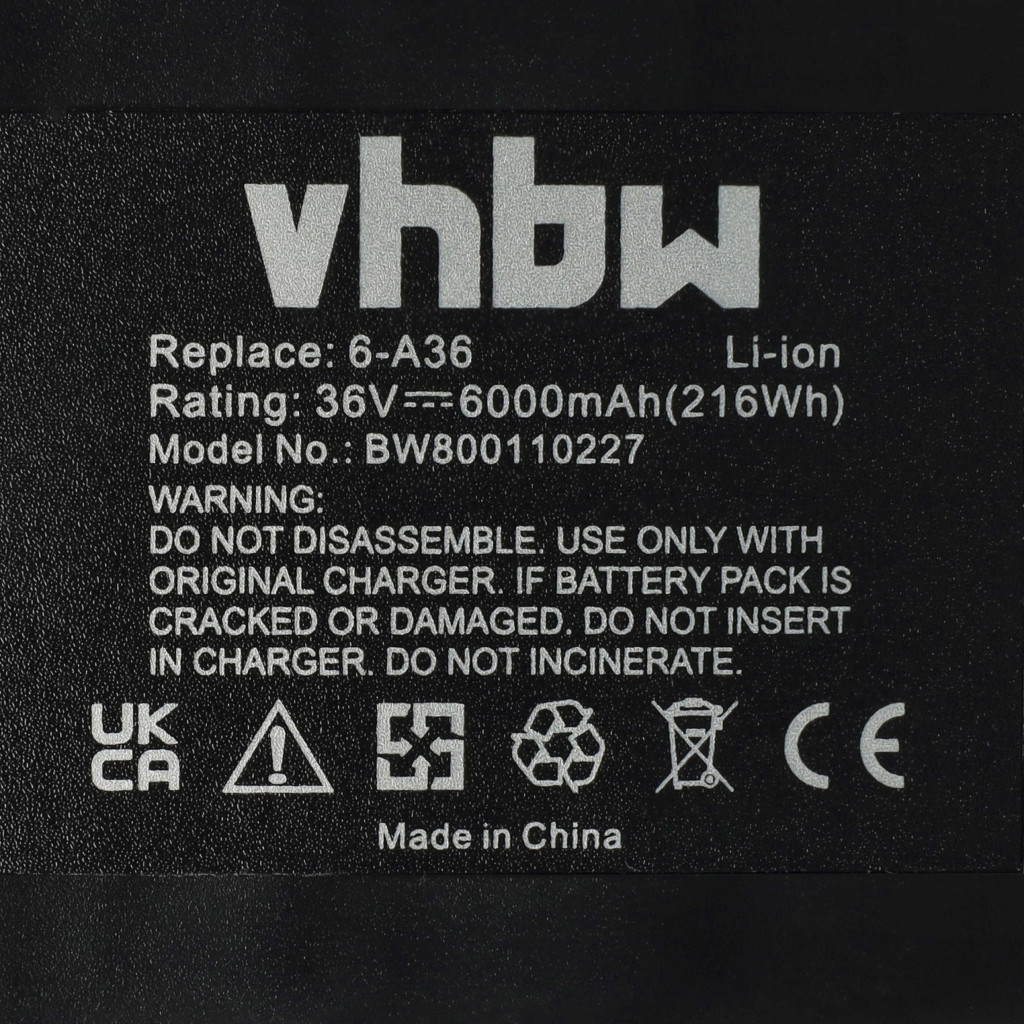 vhbw
Replace: 6-A36 Li-ion
Rating: 36V⎓6000mAh(216Wh)
Model No.: BW800110227
WARNING:
DO NOT DISASSEMBLE. USE ONLY WITH
ORIGINAL CHARGER. IF BATTERY PACK IS
CRACKED OR DAMAGED. DO NOT INSERT
IN CHARGER. DO NOT INCINERATE.
UK
CA
CE
Made in China